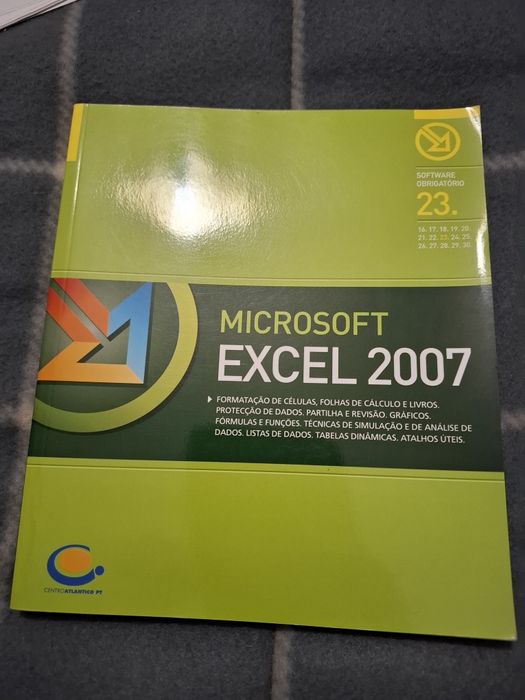 SOFTWARE
OBRIGATÓRIO
23.
16. 17. 18. 19. 20.
21. 22. 23. 24. 25.
26. 27. 28. 29. 30.
MICROSOFT
EXCEL 2007
FORMATAÇÃO DE CÉLULAS, FOLHAS DE CÁLCULO E LIVROS.
PROTECÇÃO DE DADOS. PARTILHA E REVISÃO. GRÁFICOS.
FÓRMULAS E FUNÇÕES. TÉCNICAS DE SIMULAÇÃO E DE ANÁLISE DE
DADOS. LISTAS DE DADOS. TABELAS DINÂMICAS. ATALHOS ÚTEIS.
CENTROATLANTICO PT